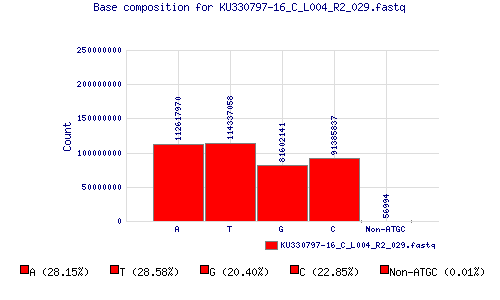 Base composition for KU330797-16_C_L004_R2_029.fastq
250000000
200000000
150000000
100000000
50000000
0
Count
112617970
114337058
81602141
91385837
56994
A T G C Non-ATGC
KU330797-16_C_L004_R2_029.fastq
A (28.15%) T (28.58%) G (20.40%) C (22.85%) Non-ATGC (0.01%)